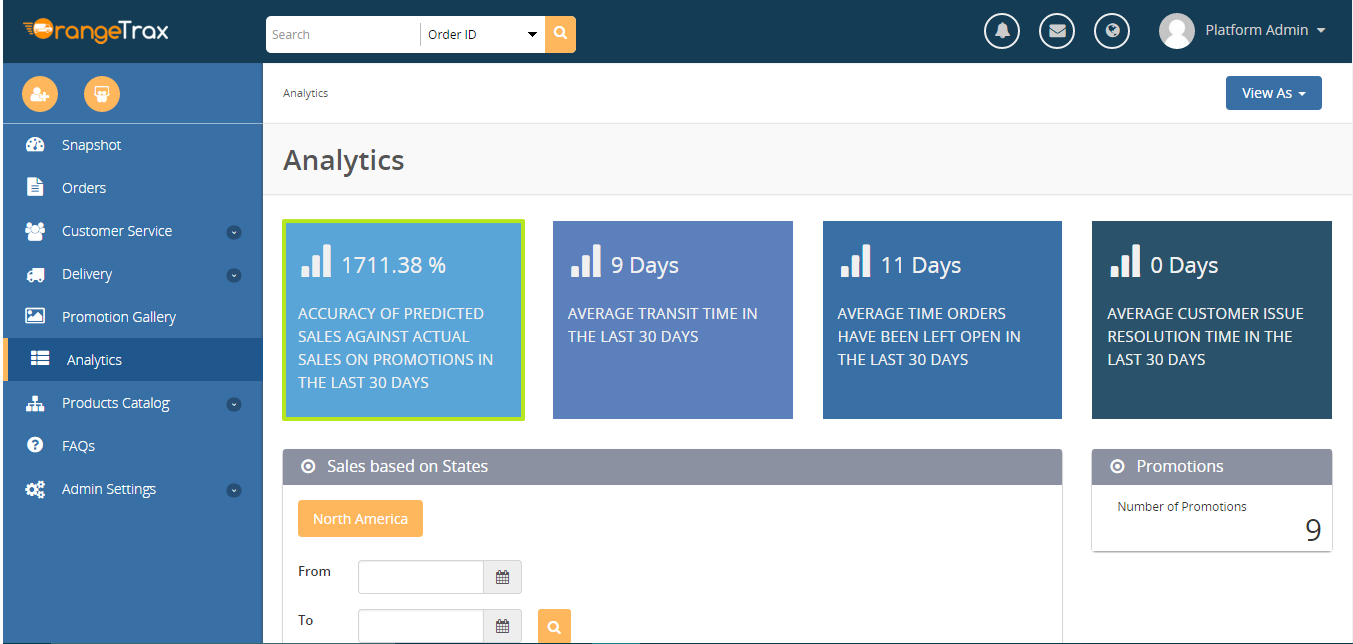 OrangeTrax
Search
Order ID
Platform Admin
Analytics
View As
Snapshot
Orders
Customer Service
Delivery
Promotion Gallery
Analytics
Products Catalog
FAQs
Admin Settings
Analytics
1711.38 %
ACCURACY OF PREDICTED
SALES AGAINST ACTUAL
SALES ON PROMOTIONS IN
THE LAST 30 DAYS
9 Days
AVERAGE TRANSIT TIME IN
THE LAST 30 DAYS
11 Days
AVERAGE TIME ORDERS
HAVE BEEN LEFT OPEN IN
THE LAST 30 DAYS
0 Days
AVERAGE CUSTOMER ISSUE
RESOLUTION TIME IN THE
LAST 30 DAYS
Sales based on States
North America
From
To
Promotions
Number of Promotions
9